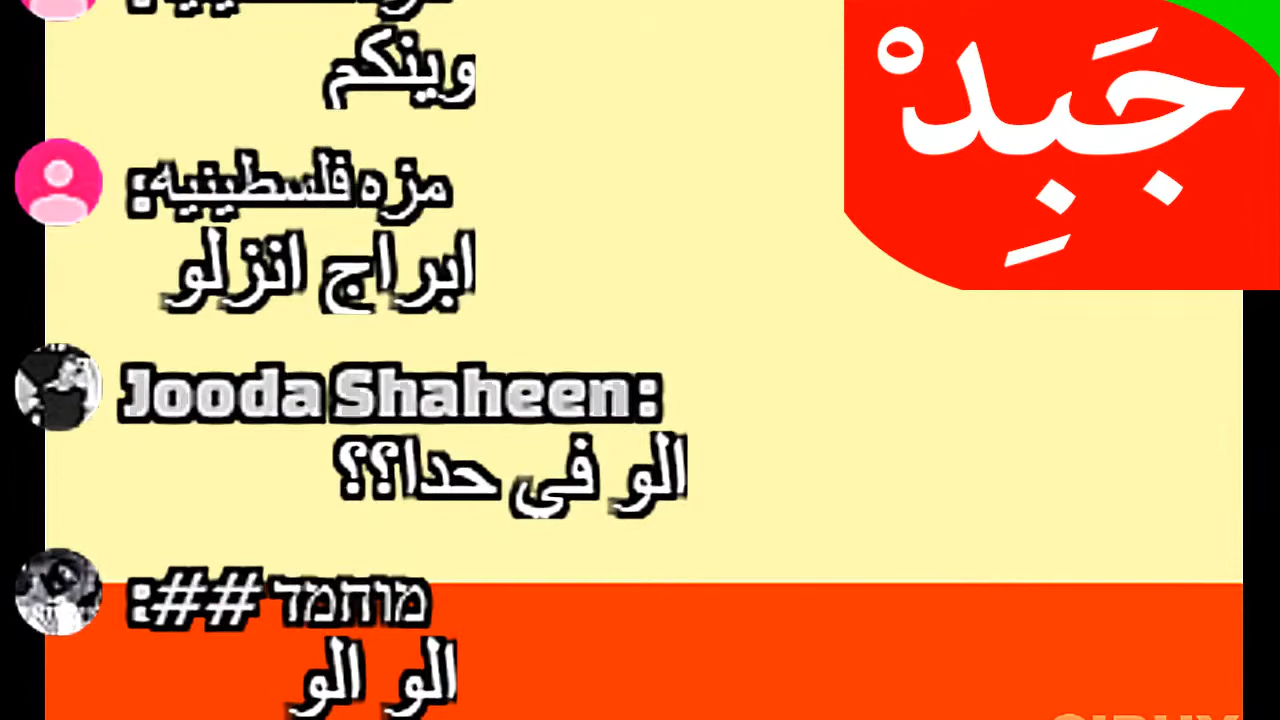 وينكم
مزه فلسطينيه:
ابراج انزلو
Jooda Shaheen:
الو في حدا؟؟
מוחמד ##:
الو الو
جَبِدْ